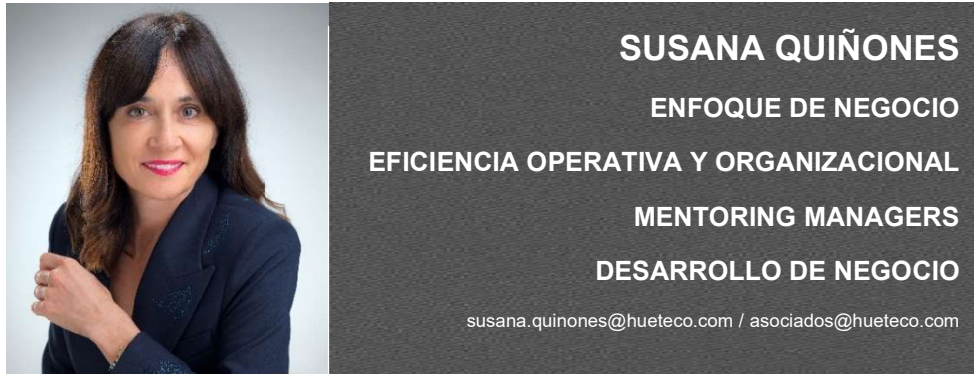 SUSANA QUIÑONES
ENFOQUE DE NEGOCIO
EFICIENCIA OPERATIVA Y ORGANIZACIONAL
MENTORING MANAGERS
DESARROLLO DE NEGOCIO
susana.quinones@hueteco.com / asociados@hueteco.com